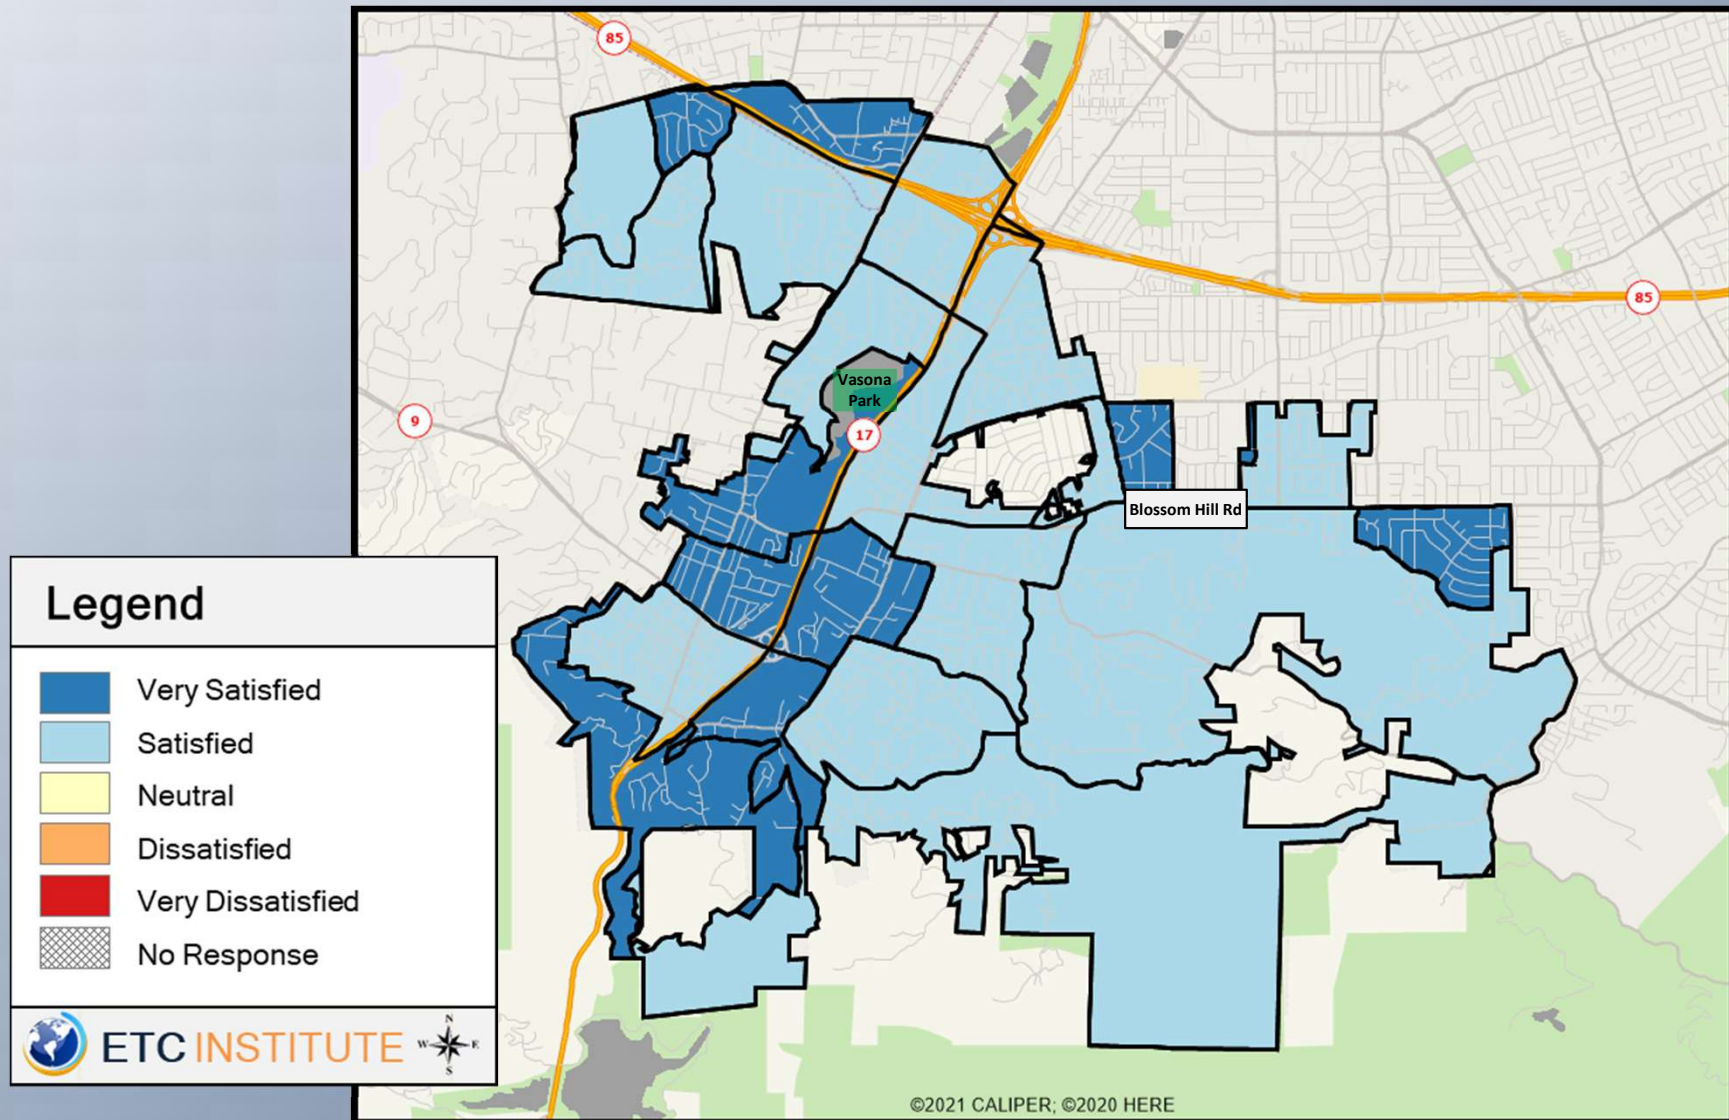 85
85
9
Vasona
Park
17
Blossom Hill Rd
Legend
Very Satisfied
Satisfied
Neutral
Dissatisfied
Very Dissatisfied
No Response
ETC INSTITUTE
N
W E
S
©2021 CALIPER; ©2020 HERE